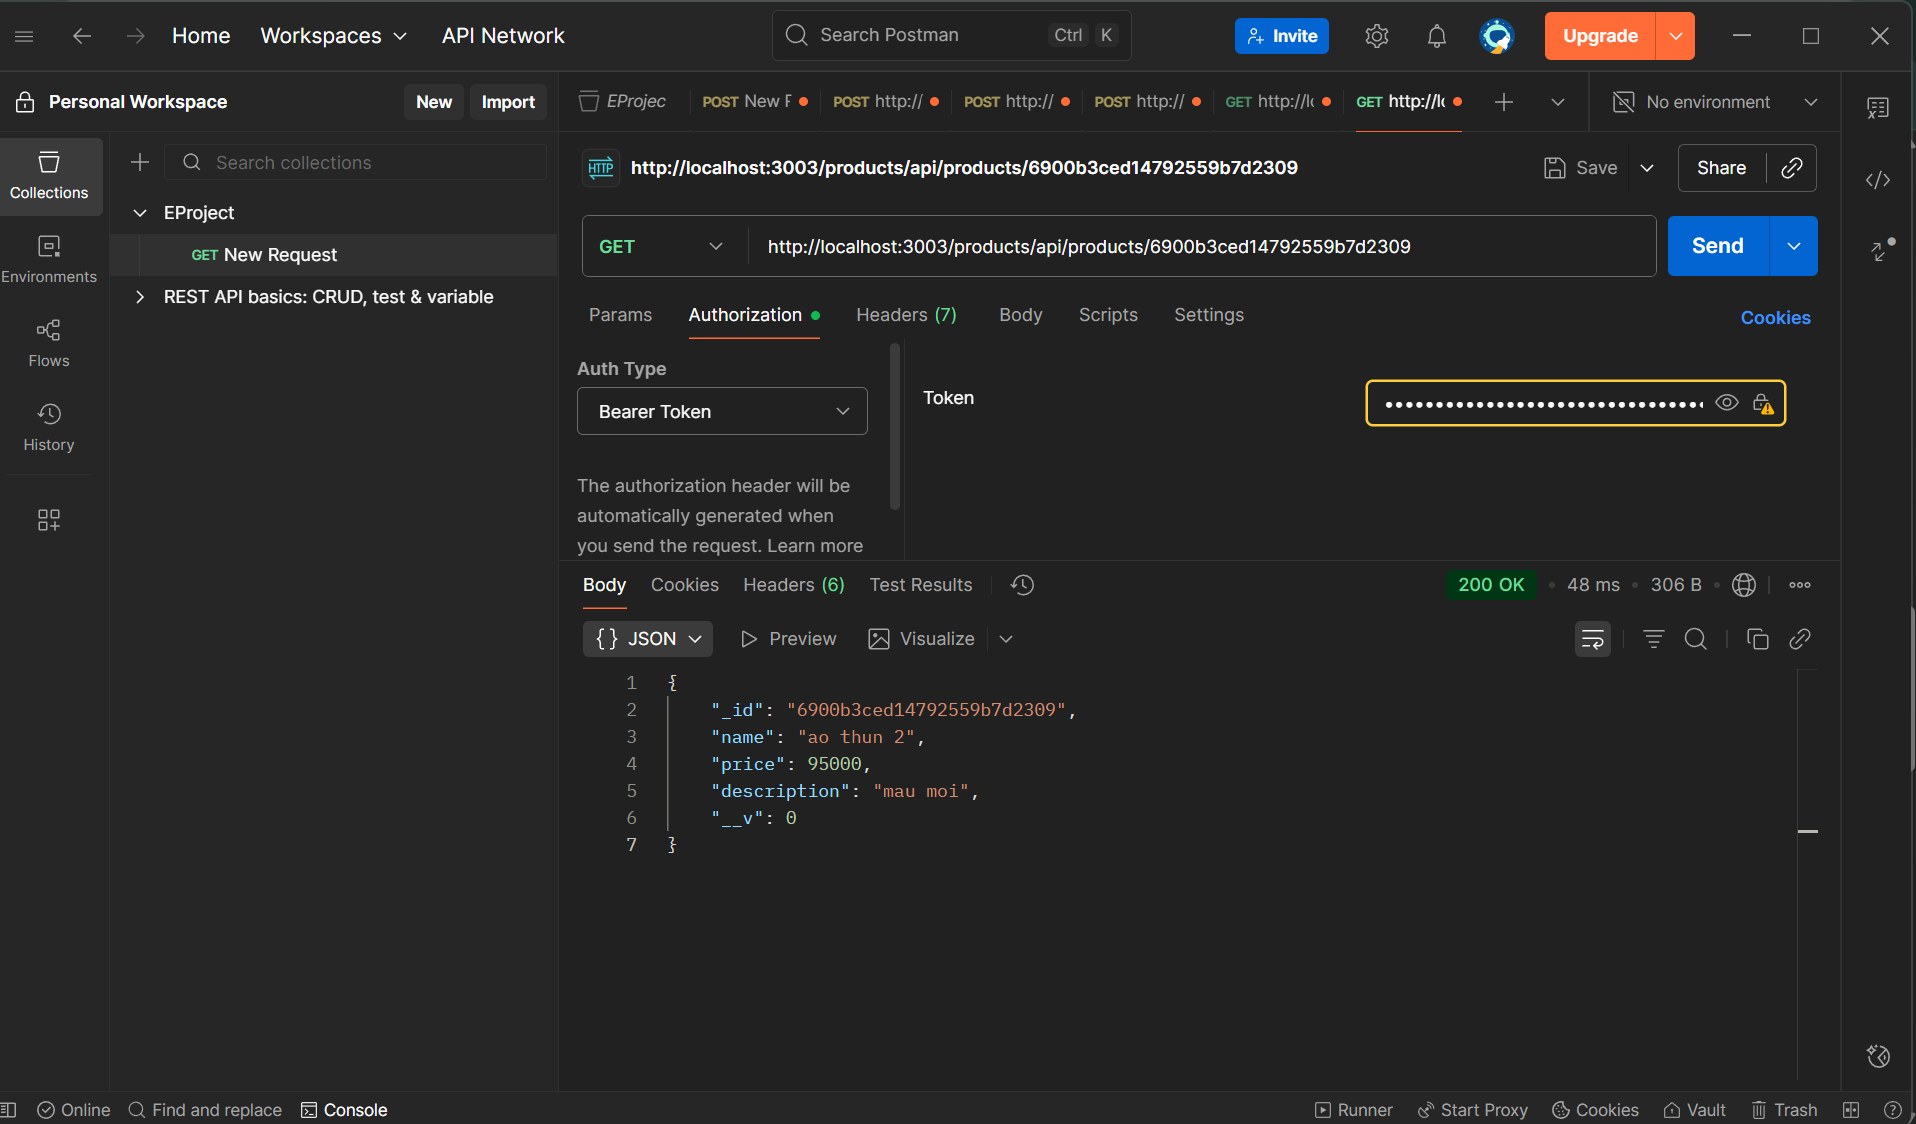 Home Workspaces API Network Search Postman Ctrl K Invite Upgrade
Personal Workspace New Import
EProjec POST New F POST http:// POST http:// POST http:// GET http://l GET http://l No environment
Collections
Environments
Flows
History
Search collections
EProject
GET New Request
REST API basics: CRUD, test & variable
HTTP http://localhost:3003/products/api/products/6900b3ced14792559b7d2309 Save Share
GET http://localhost:3003/products/api/products/6900b3ced14792559b7d2309 Send
Params Authorization Headers (7) Body Scripts Settings Cookies
Auth Type
Bearer Token
The authorization header will be
automatically generated when
you send the request. Learn more
Token
Body Cookies Headers (6) Test Results 200 OK • 48 ms • 306 B
{} JSON Preview Visualize
1 {
2 "_id": "6900b3ced14792559b7d2309",
3 "name": "ao thun 2",
4 "price": 95000,
5 "description": "mau moi",
6 "__v": 0
7 }
Online Find and replace Console Runner Start Proxy Cookies Vault Trash